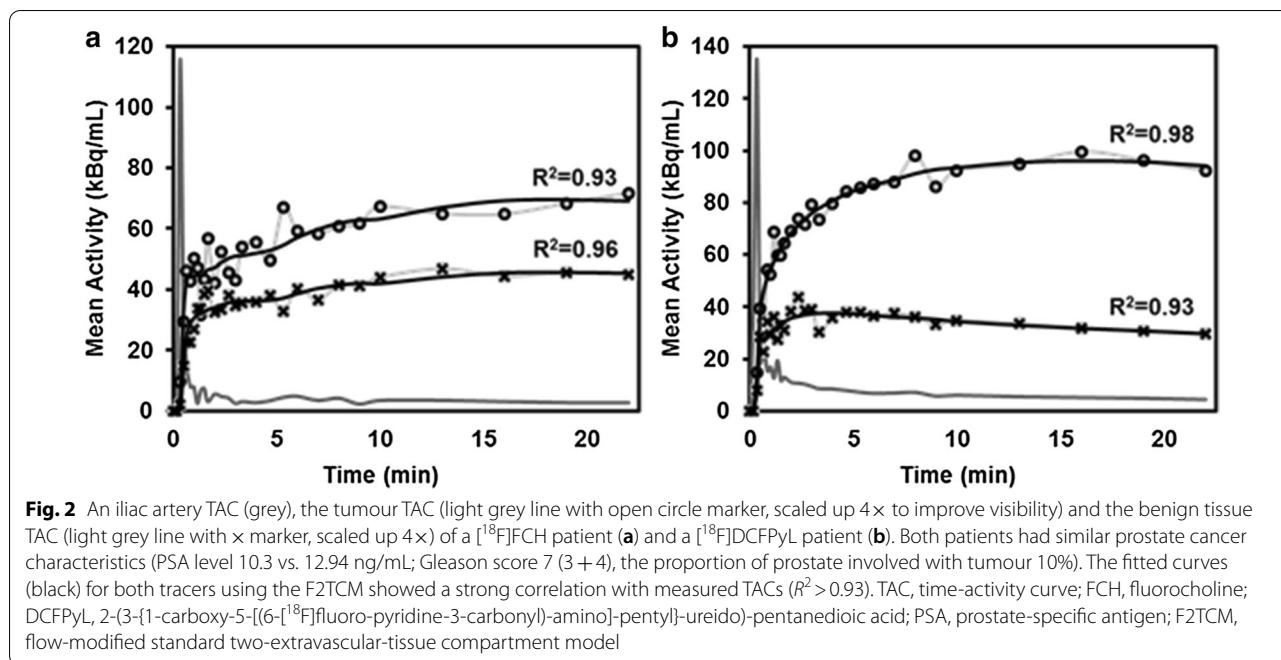 a
b
120
100
80
60
40
20
0
Mean Activity (kBq/mL)
R²=0.93
R²=0.96
0 5 10 15 20
Time (min)
140
120
100
80
60
40
20
0
Mean Activity (kBq/mL)
R²=0.98
R²=0.93
0 5 10 15 20
Time (min)
Fig. 2 An iliac artery TAC (grey), the tumour TAC (light grey line with open circle marker, scaled up 4× to improve visibility) and the benign tissue
TAC (light grey line with × marker, scaled up 4×) of a [¹⁸F]FCH patient (a) and a [¹⁸F]DCFPyL patient (b). Both patients had similar prostate cancer
characteristics (PSA level 10.3 vs. 12.94 ng/mL; Gleason score 7 (3 + 4), the proportion of prostate involved with tumour 10%). The fitted curves
(black) for both tracers using the F2TCM showed a strong correlation with measured TACs (R² > 0.93). TAC, time-activity curve; FCH, fluorocholine;
DCFPyL, 2-(3-{1-carboxy-5-[(6-[¹⁸F]fluoro-pyridine-3-carbonyl)-amino]-pentyl}-ureido)-pentanedioic acid; PSA, prostate-specific antigen; F2TCM,
flow-modified standard two-extravascular-tissue compartment model